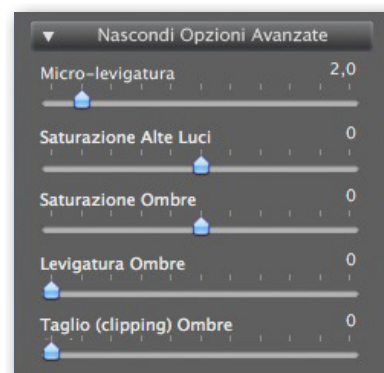 ▼ Nascondi Opzioni Avanzate
Micro-levigatura 2,0
Saturazione Alte Luci 0
Saturazione Ombre 0
Levigatura Ombre 0
Taglio (clipping) Ombre 0